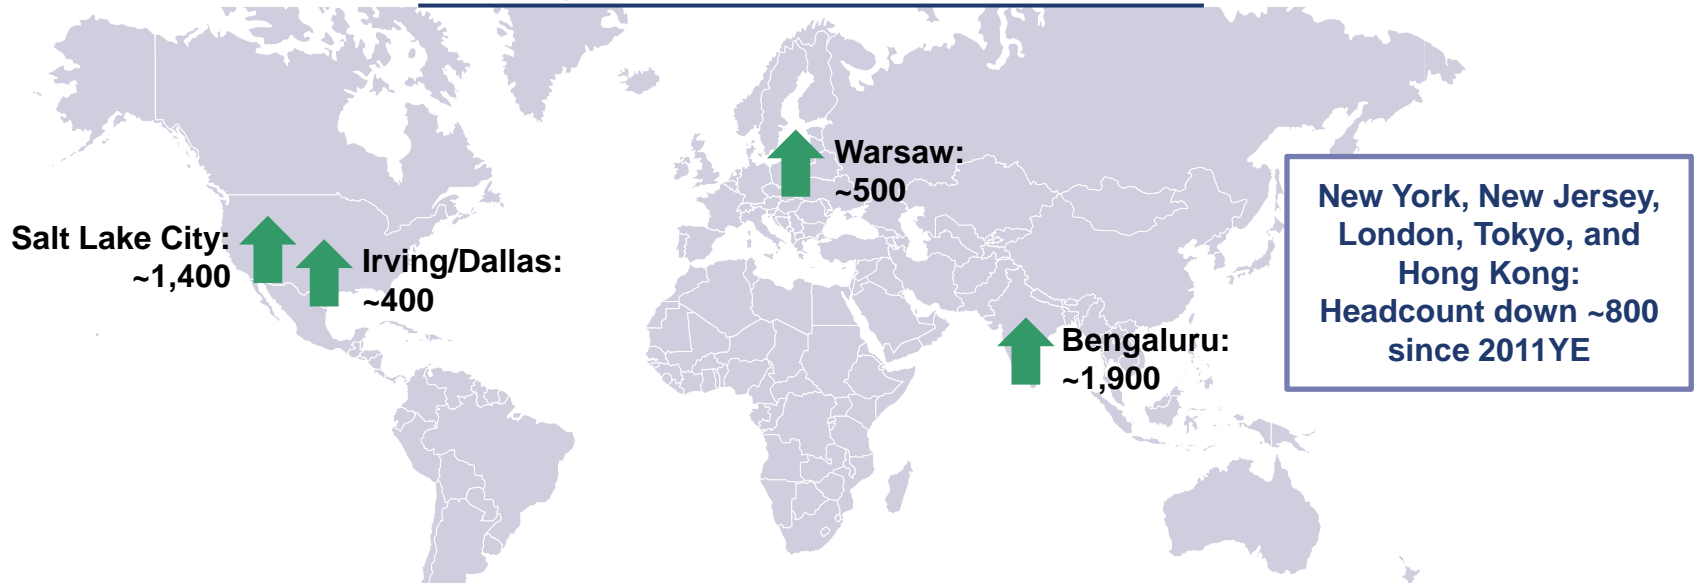 Warsaw:
~500
Salt Lake City:
~1,400
Irving/Dallas:
~400
Bengaluru:
~1,900
New York, New Jersey,
London, Tokyo, and
Hong Kong:
Headcount down ~800
since 2011YE